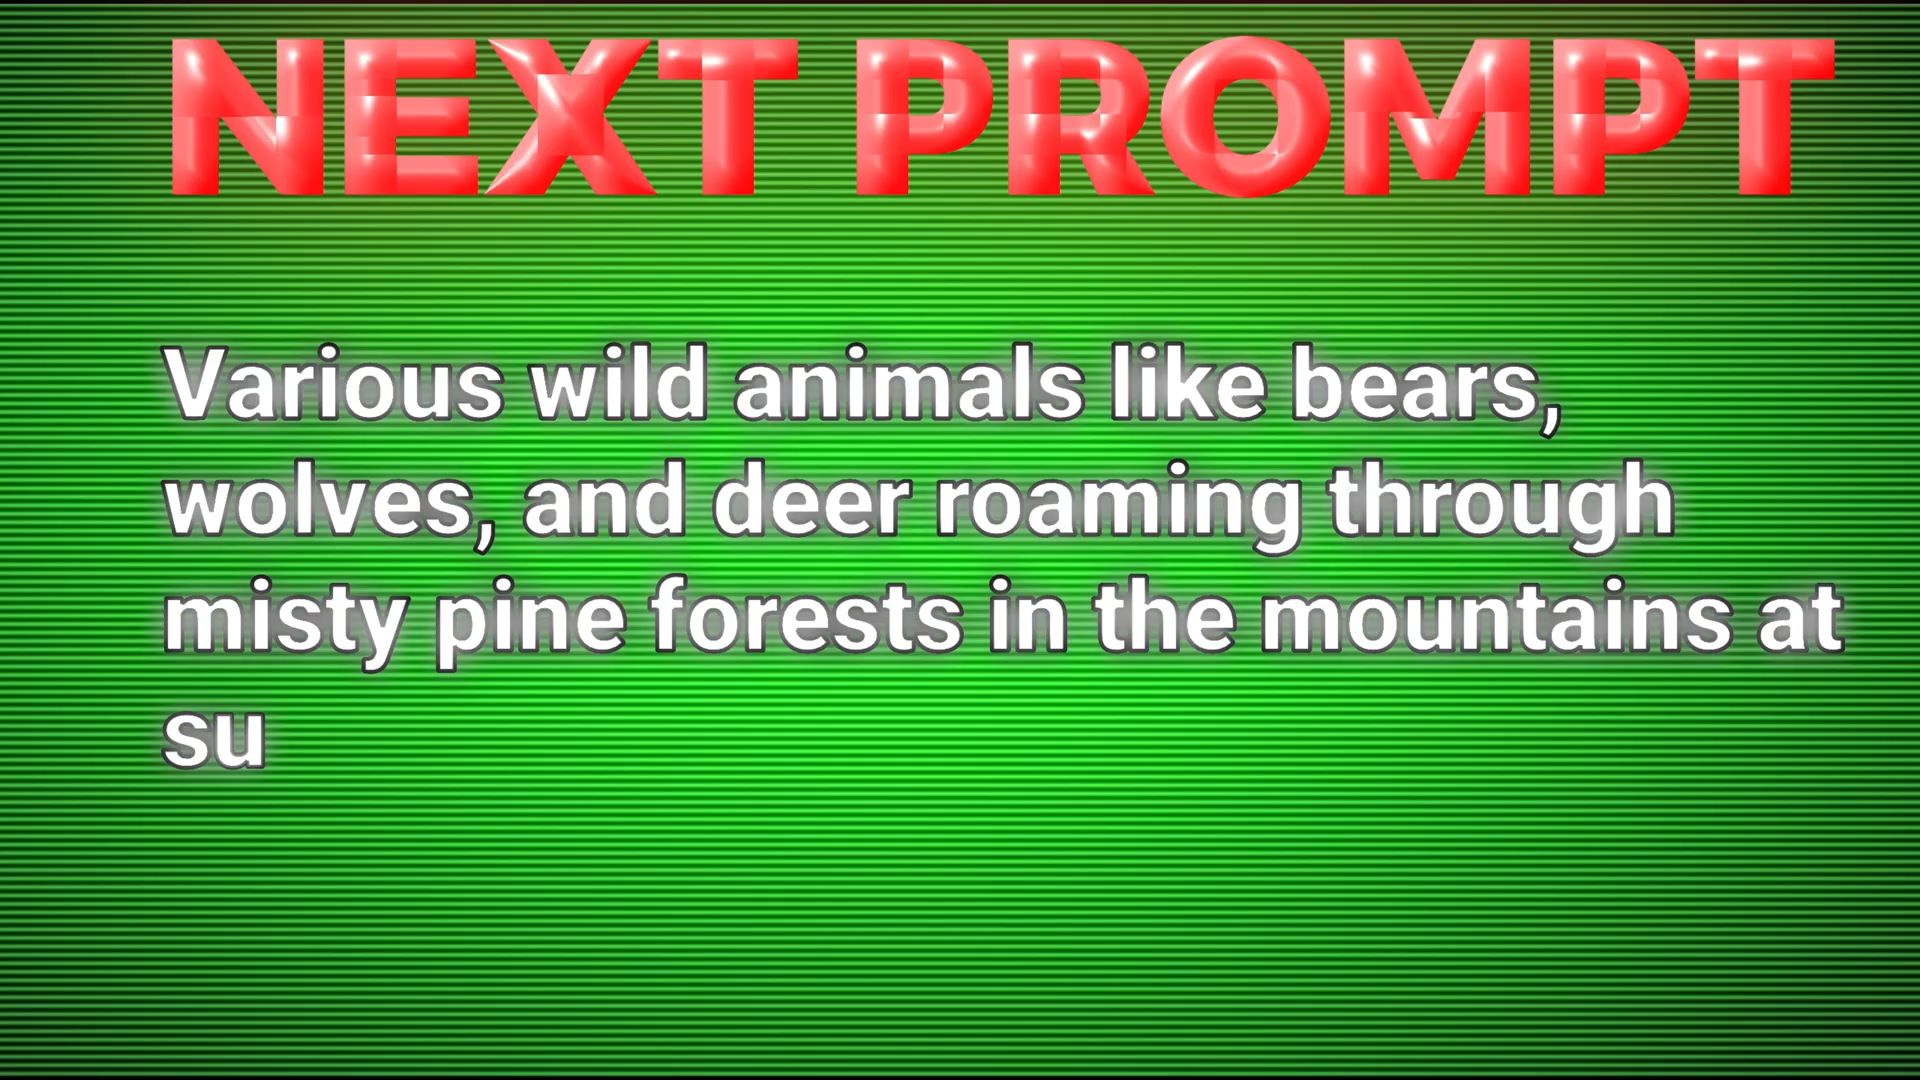 NEXT PROMPT
Various wild animals like bears,
wolves, and deer roaming through
misty pine forests in the mountains at
su